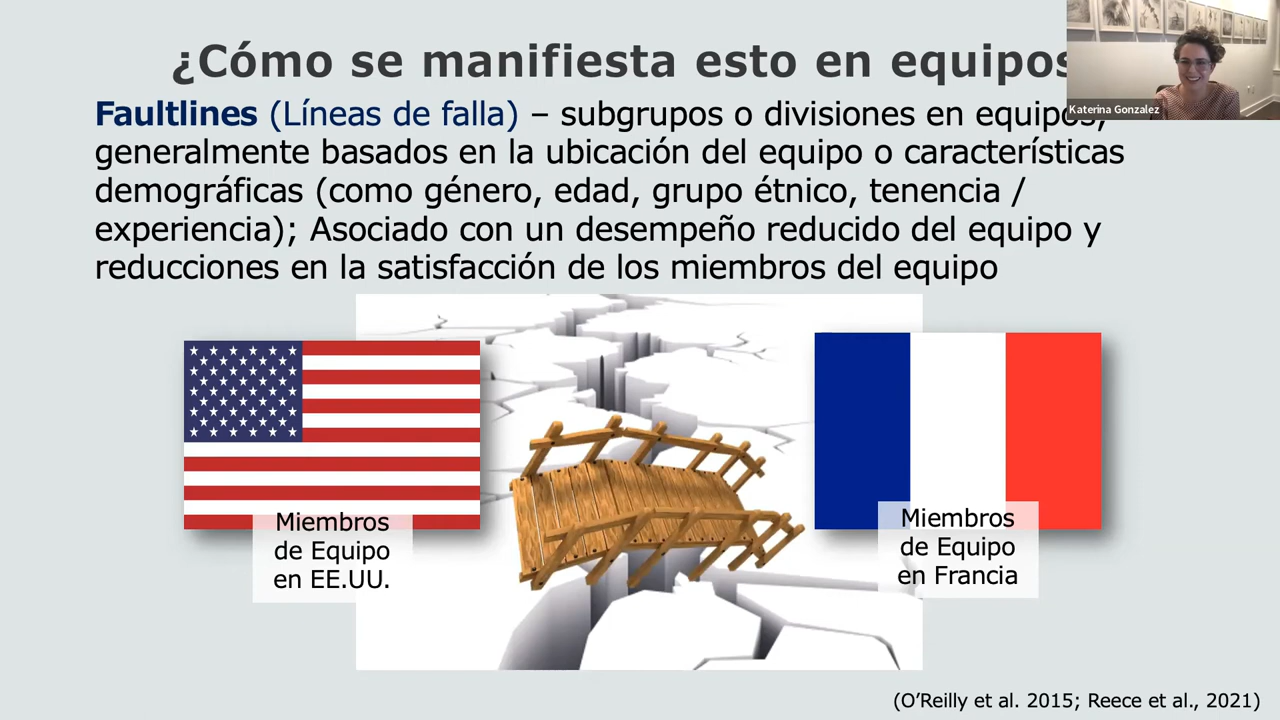 ¿Cómo se manifiesta esto en equipos
Katerina Gonzalez
Faultlines (Líneas de falla) – subgrupos o divisiones en equipos,
generalmente basados en la ubicación del equipo o características
demográficas (como género, edad, grupo étnico, tenencia /
experiencia); Asociado con un desempeño reducido del equipo y
reducciones en la satisfacción de los miembros del equipo
Miembros
de Equipo
en EE.UU.
Miembros
de Equipo
en Francia
(O’Reilly et al. 2015; Reece et al., 2021)